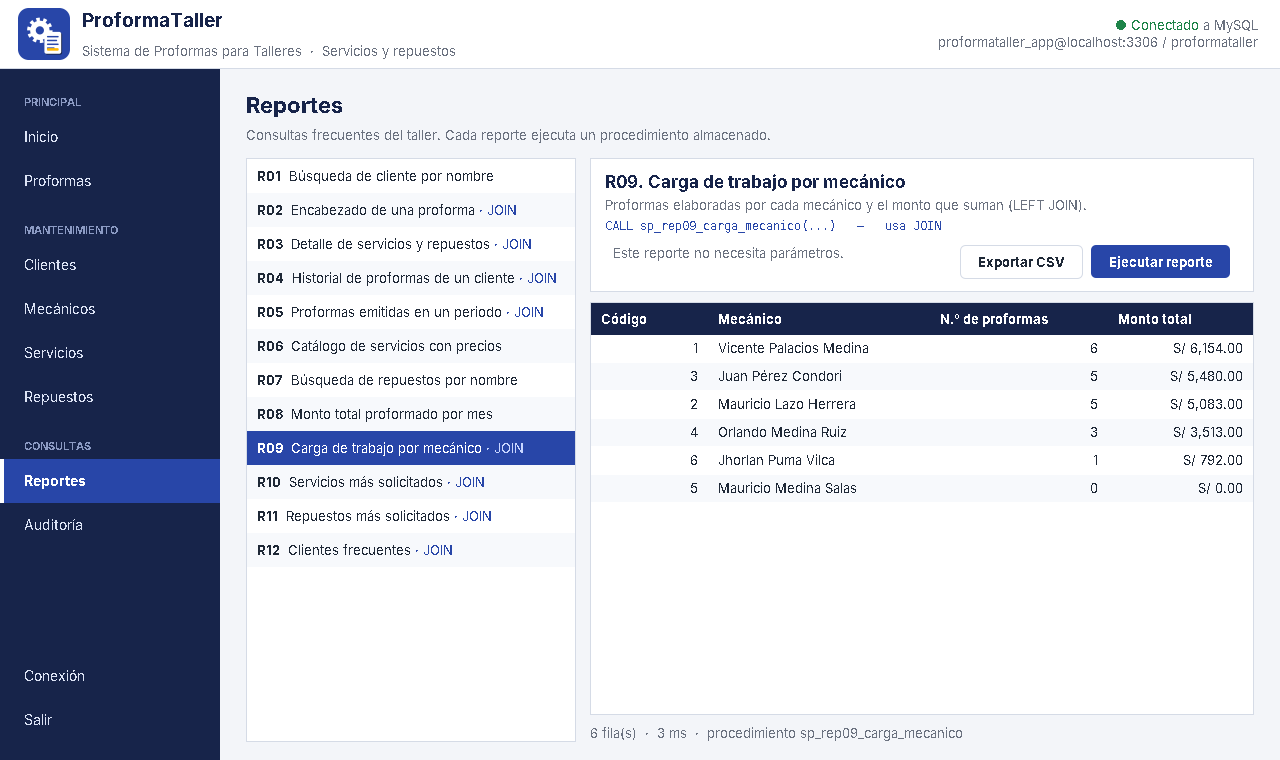 ProformaTaller
Sistema de Proformas para Talleres · Servicios y repuestos
Conectado a MySQL
proformataller_app@localhost:3306 / proformataller
PRINCIPAL
Inicio
Proformas
MANTENIMIENTO
Clientes
Mecánicos
Servicios
Repuestos
CONSULTAS
Reportes
Auditoría
Conexión
Salir
Reportes
Consultas frecuentes del taller. Cada reporte ejecuta un procedimiento almacenado.
R01 Búsqueda de cliente por nombre
R02 Encabezado de una proforma · JOIN
R03 Detalle de servicios y repuestos · JOIN
R04 Historial de proformas de un cliente · JOIN
R05 Proformas emitidas en un periodo · JOIN
R06 Catálogo de servicios con precios
R07 Búsqueda de repuestos por nombre
R08 Monto total proformado por mes
R09 Carga de trabajo por mecánico · JOIN
R10 Servicios más solicitados · JOIN
R11 Repuestos más solicitados · JOIN
R12 Clientes frecuentes · JOIN
R09. Carga de trabajo por mecánico
Proformas elaboradas por cada mecánico y el monto que suman (LEFT JOIN).
CALL sp_rep09_carga_mecanico(...) — usa JOIN
Este reporte no necesita parámetros.
Exportar CSV
Ejecutar reporte
Código Mecánico N.º de proformas Monto total
1 Vicente Palacios Medina 6 S/ 6,154.00
3 Juan Pérez Condori 5 S/ 5,480.00
2 Mauricio Lazo Herrera 5 S/ 5,083.00
4 Orlando Medina Ruiz 3 S/ 3,513.00
6 Jhorlan Puma Vilca 1 S/ 792.00
5 Mauricio Medina Salas 0 S/ 0.00
6 fila(s) · 3 ms · procedimiento sp_rep09_carga_mecanico